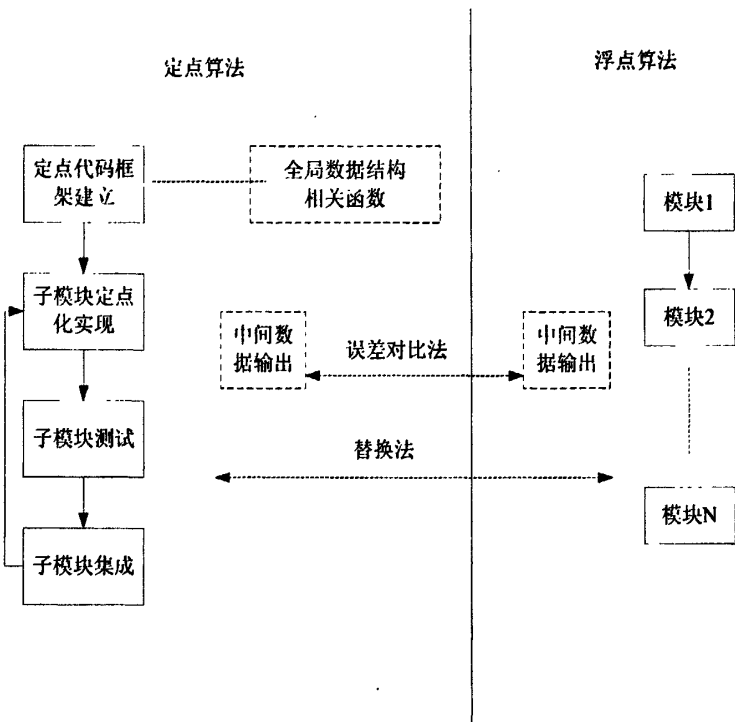 定点算法
浮点算法
定点代码框
架建立
全局数据结构
相关函数
模块1
子模块定点
化实现
模块2
中间数
据输出
误差对比法
中间数
据输出
子模块测试
替换法
模块N
子模块集成